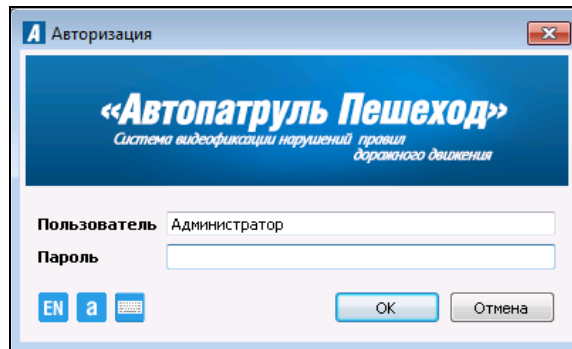 A Авторизация
«Автопатруль Пешеход»
Система видеофиксации нарушений правил
дорожного движения
Пользователь Администратор
Пароль
EN a OK Отмена